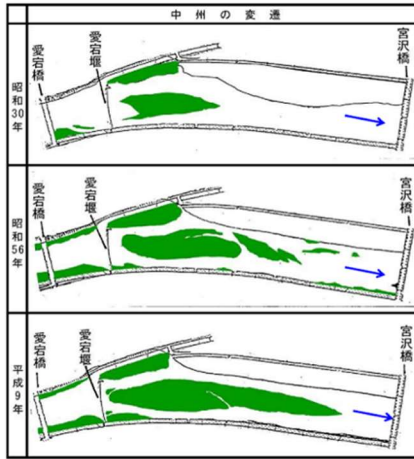 中州の変遷
昭和30年
愛宕橋
愛宕堰
宮沢橋
昭和56年
愛宕橋
愛宕堰
宮沢橋
平成9年
愛宕橋
愛宕堰
宮沢橋